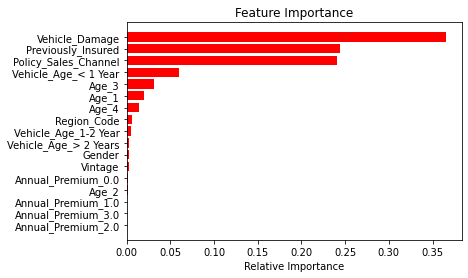 Feature Importance
Vehicle_Damage
Previously_Insured
Policy_Sales_Channel
Vehicle_Age_< 1 Year
Age_3
Age_1
Age_4
Region_Code
Vehicle_Age_1-2 Year
Vehicle_Age_> 2 Years
Gender
Vintage
Annual_Premium_0.0
Age_2
Annual_Premium_1.0
Annual_Premium_3.0
Annual_Premium_2.0
0.00 0.05 0.10 0.15 0.20 0.25 0.30 0.35
Relative Importance